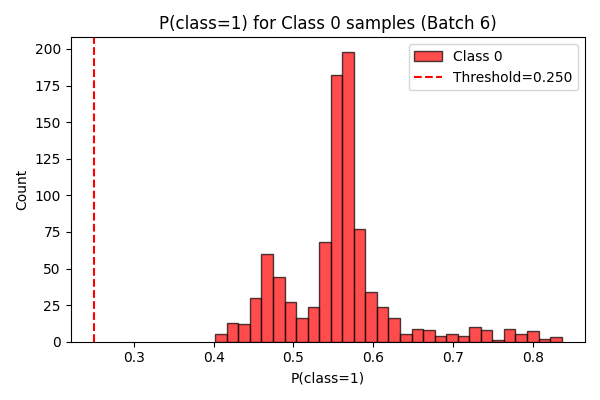 P(class=1) for Class 0 samples (Batch 6)
Class 0
Threshold=0.250
Count
200
175
150
125
100
75
50
25
0
0.3 0.4 0.5 0.6 0.7 0.8
P(class=1)